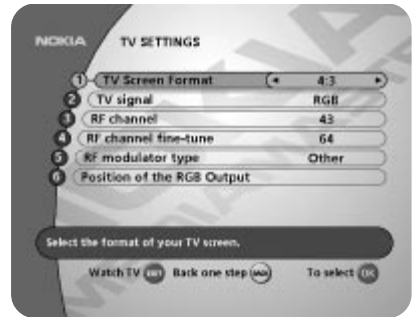 NOKIA TV SETTINGS
1 TV Screen Format 4:3
2 TV signal RGB
3 RF channel 43
4 RF channel fine-tune 64
5 RF modulator type Other
6 Position of the RGB Output
Select the format of your TV screen.
Watch TV EXIT Back one step BACK To select OK